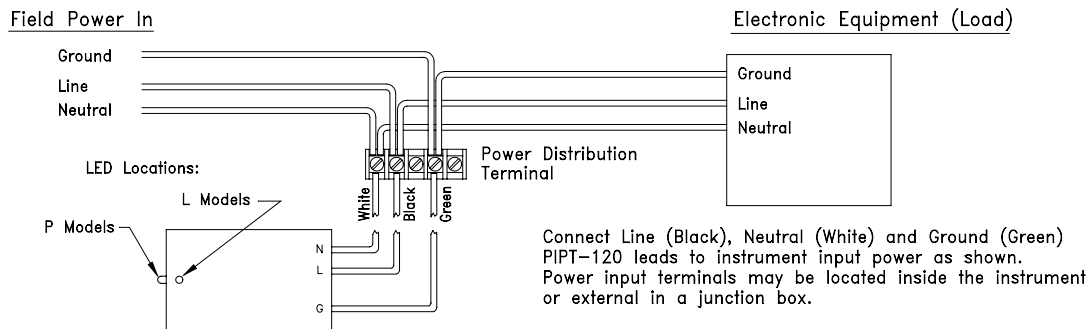 Field Power In
Electronic Equipment (Load)
Ground
Line
Neutral
Ground
Line
Neutral
LED Locations:
Power Distribution
Terminal
L Models
P Models
White
Black
Green
N
L
G
Connect Line (Black), Neutral (White) and Ground (Green)
PIPT-120 leads to instrument input power as shown.
Power input terminals may be located inside the instrument
or external in a junction box.